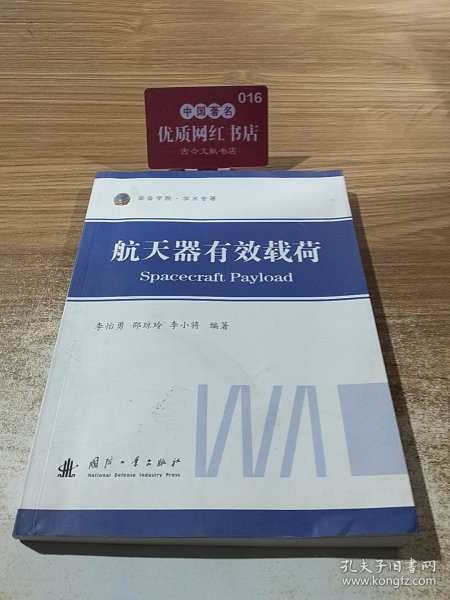 016
中国著名
优质网红书店
古今文献书店
装备学院·学术专著
航天器有效载荷
Spacecraft Payload
李怡勇 邵琼玲 李小将 编著
国防工业出版社
National Defense Industry Press
孔夫子旧书网
www.kongfz.com